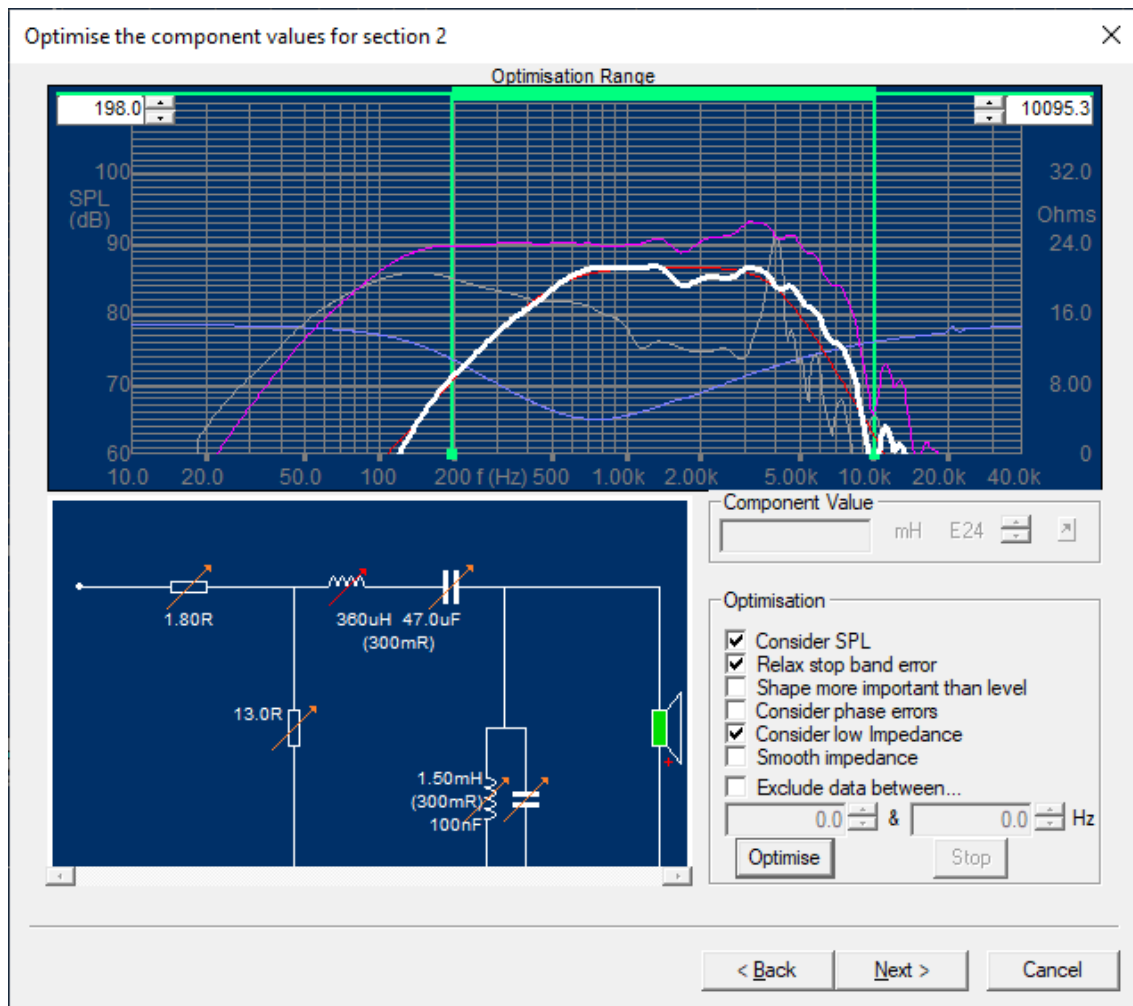 Optimise the component values for section 2
Optimisation Range
198.0
10095.3
100
32.0
SPL
(dB)
Ohms
90
24.0
80
16.0
70
8.00
60
0
10.0 20.0 50.0 100 200 f (Hz) 500 1.00k 2.00k 5.00k 10.0k 20.0k 40.0k
Component Value
mH E24
1.80R
360uH 47.0uF
(300mR)
13.0R
1.50mH
(300mR)
100nF
+
Optimisation
Consider SPL
Relax stop band error
Shape more important than level
Consider phase errors
Consider low Impedance
Smooth impedance
Exclude data between...
0.0 & 0.0 Hz
Optimise Stop
< Back Next > Cancel